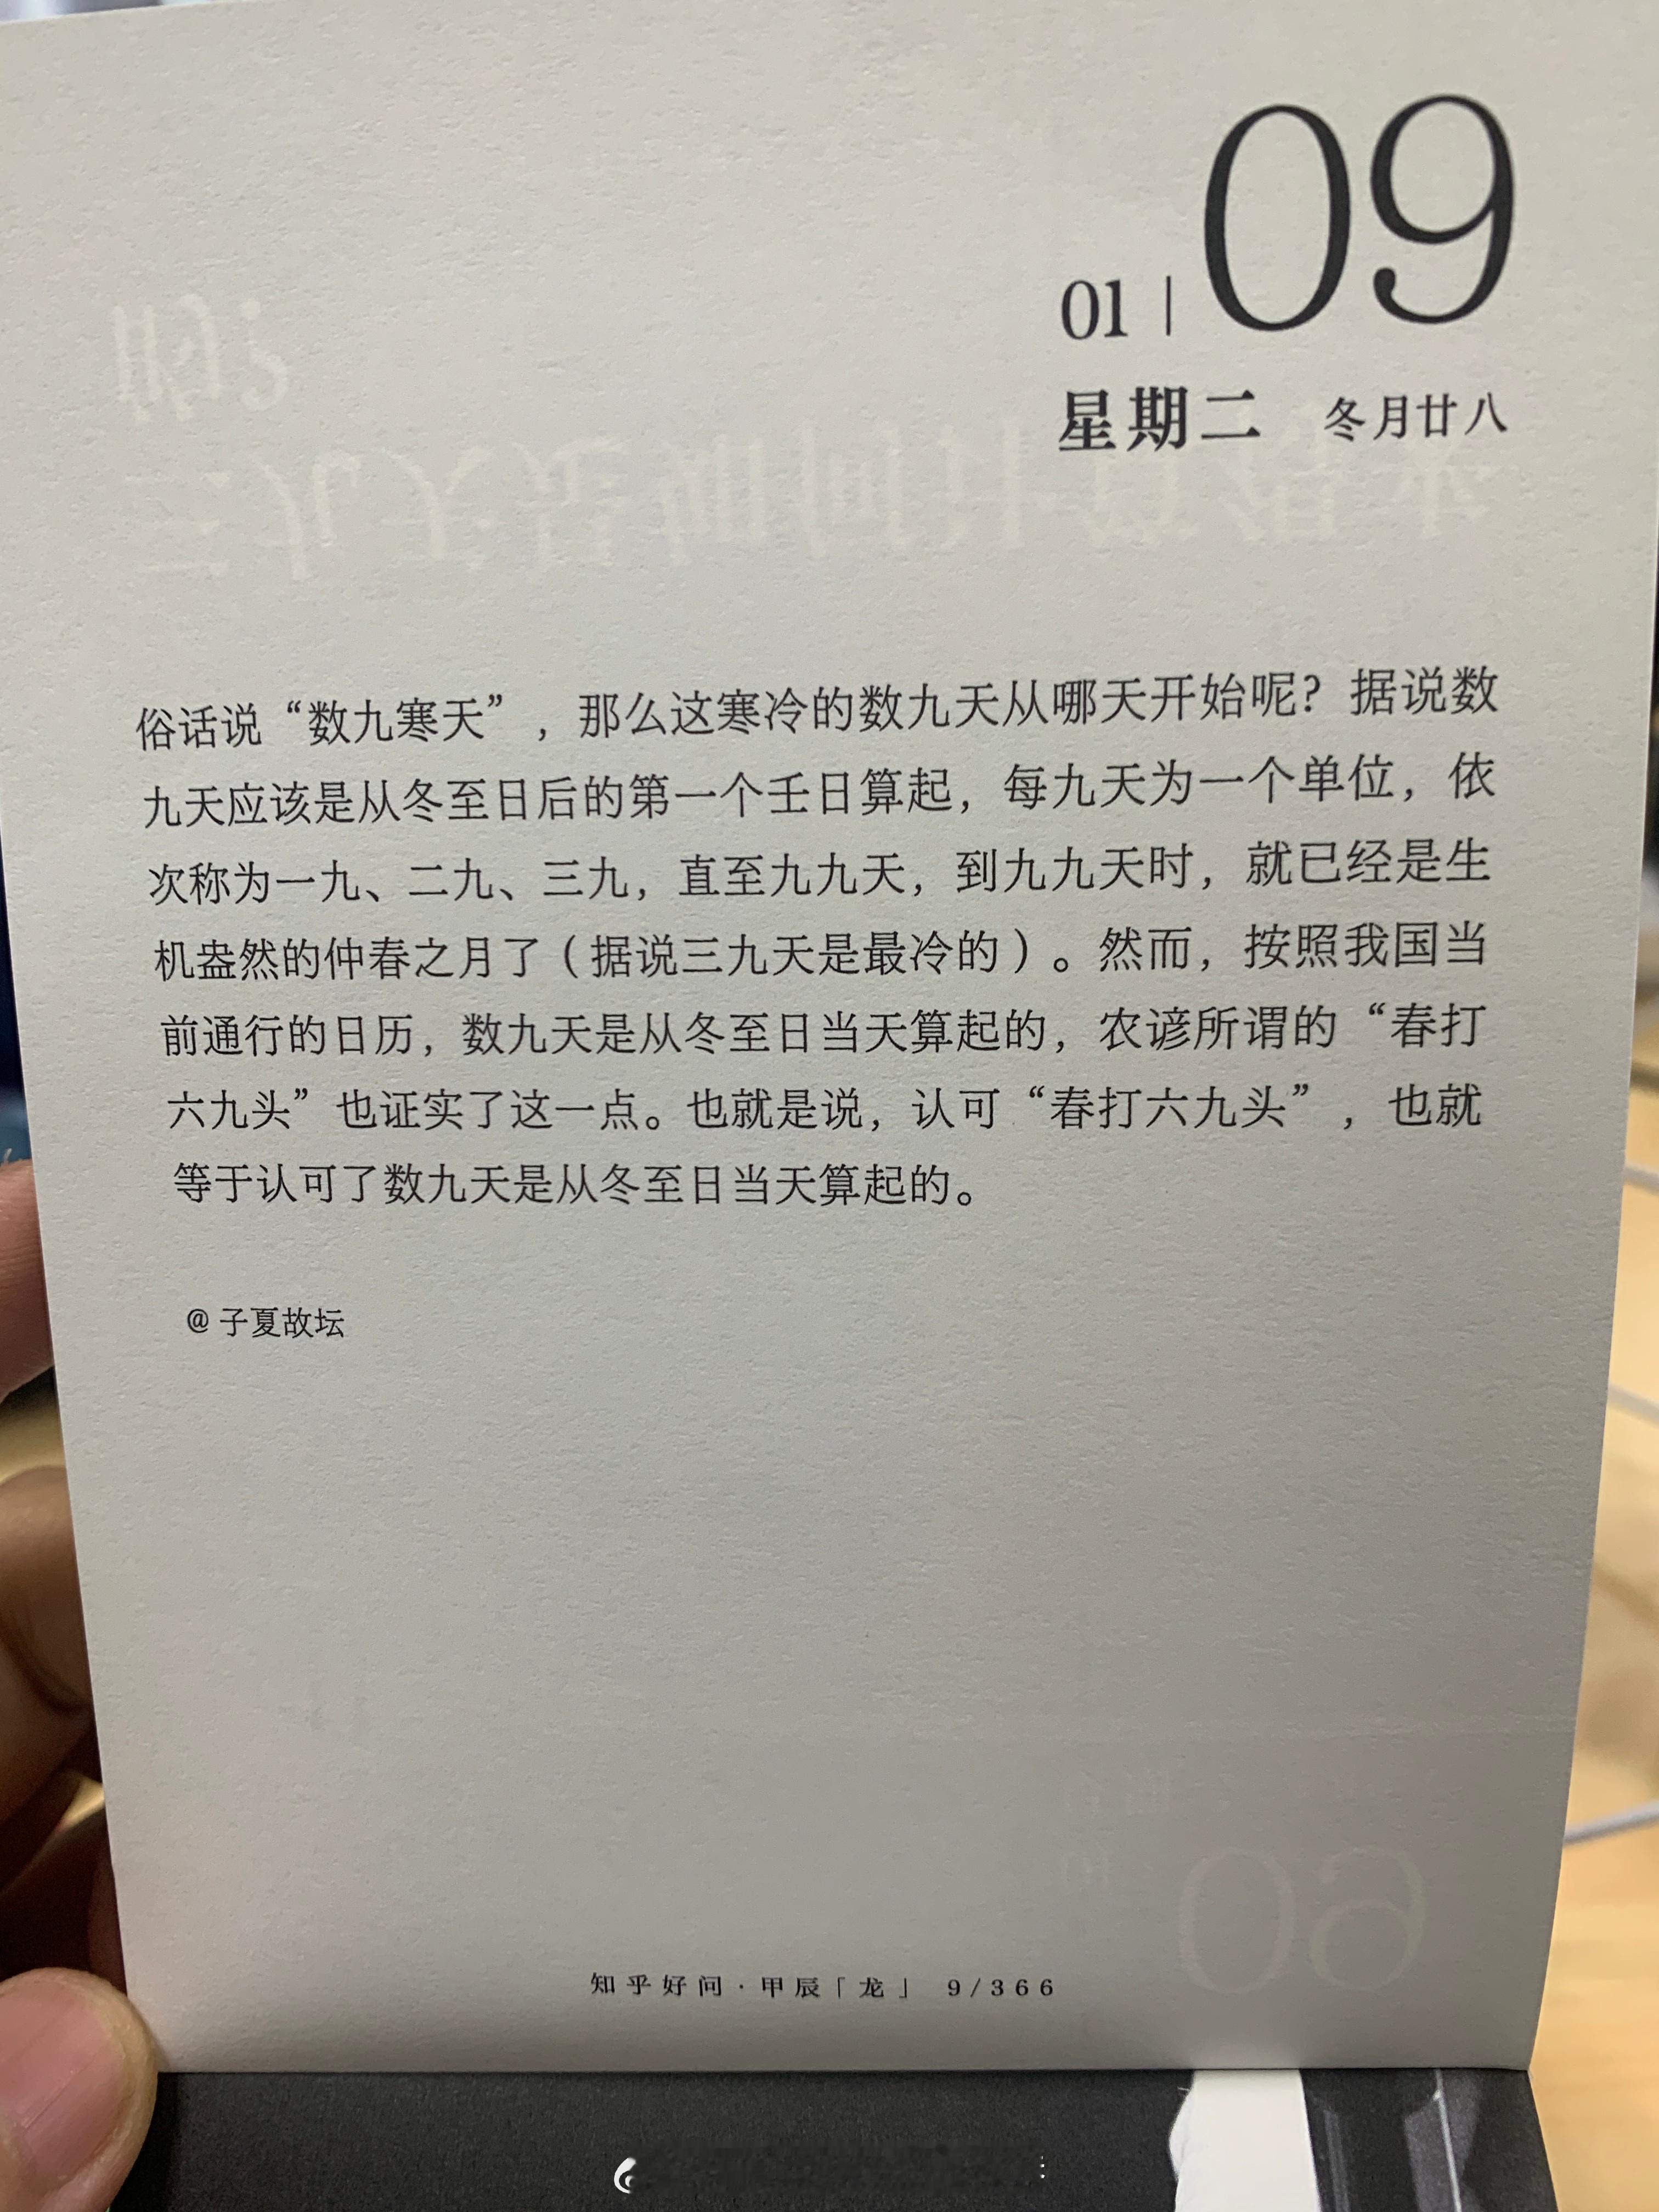 09
01 |
星期二 冬月廿八
俗话说“数九寒天”，那么这寒冷的数九天从哪天开始呢？据说数
九天应该是从冬至日后的第一个壬日算起，每九天为一个单位，依
次称为一九、二九、三九，直至九九天，到九九天时，就已经是生
机盎然的仲春之月了（据说三九天是最冷的）。然而，按照我国当
前通行的日历，数九天是从冬至日当天算起的，农谚所谓的“春打
六九头”也证实了这一点。也就是说，认可“春打六九头”，也就
等于认可了数九天是从冬至日当天算起的。
@ 子夏故坛
知乎好问·甲辰「龙」 9/366